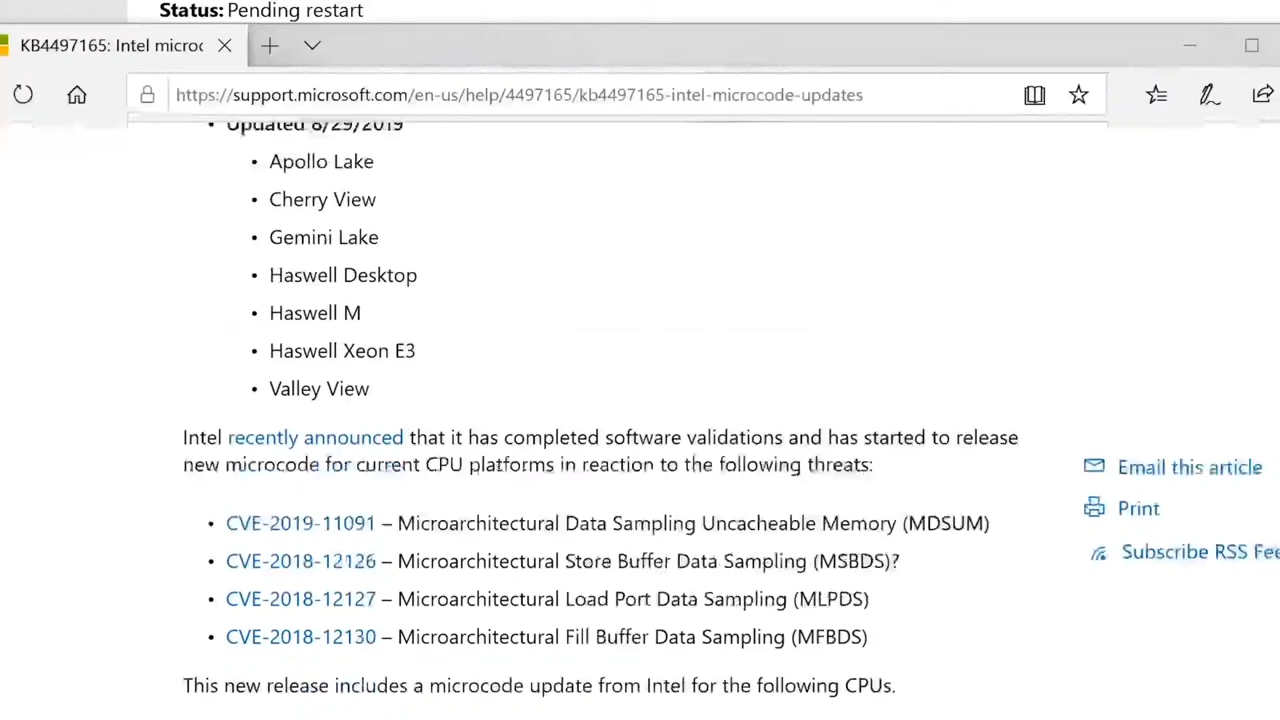 Status: Pending restart
KB4497165: Intel microc
https://support.microsoft.com/en-us/help/4497165/kb4497165-intel-microcode-updates
• Updated 8/29/2019
• Apollo Lake
• Cherry View
• Gemini Lake
• Haswell Desktop
• Haswell M
• Haswell Xeon E3
• Valley View
Intel recently announced that it has completed software validations and has started to release
new microcode for current CPU platforms in reaction to the following threats:
• CVE-2019-11091 – Microarchitectural Data Sampling Uncacheable Memory (MDSUM)
• CVE-2018-12126 – Microarchitectural Store Buffer Data Sampling (MSBDS)?
• CVE-2018-12127 – Microarchitectural Load Port Data Sampling (MLPDS)
• CVE-2018-12130 – Microarchitectural Fill Buffer Data Sampling (MFBDS)
This new release includes a microcode update from Intel for the following CPUs.
Email this article
Print
Subscribe RSS Fee